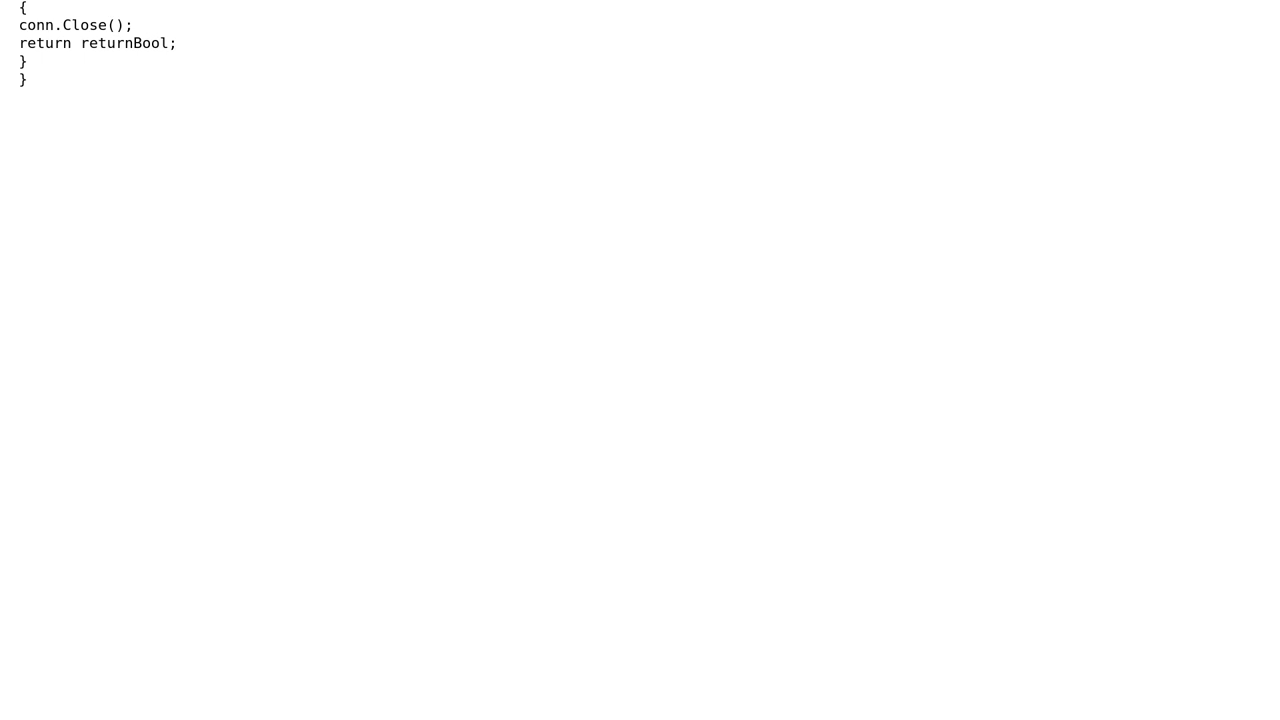 {
conn.Close();
return returnBool;
}
}